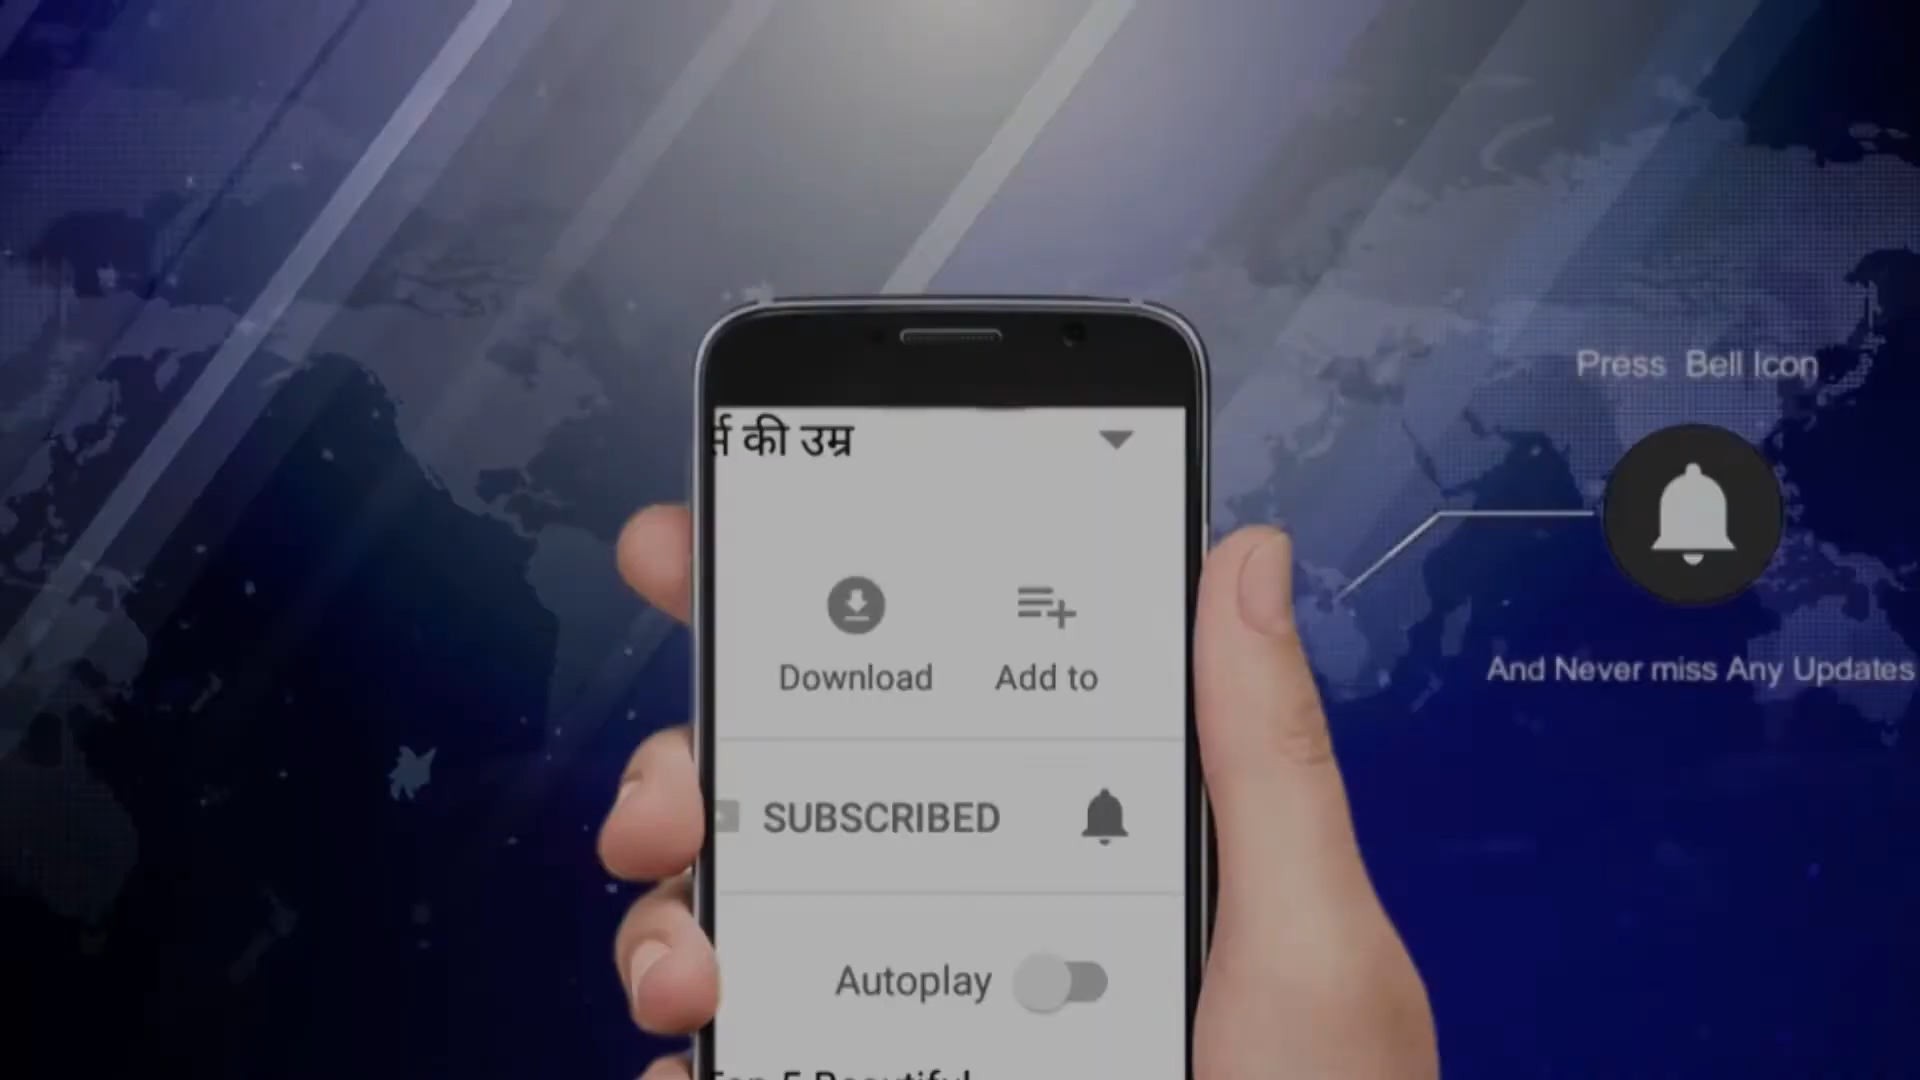 की उम्र
Download
Add to
SUBSCRIBED
Autoplay
Press Bell Icon
And Never miss Any Updates